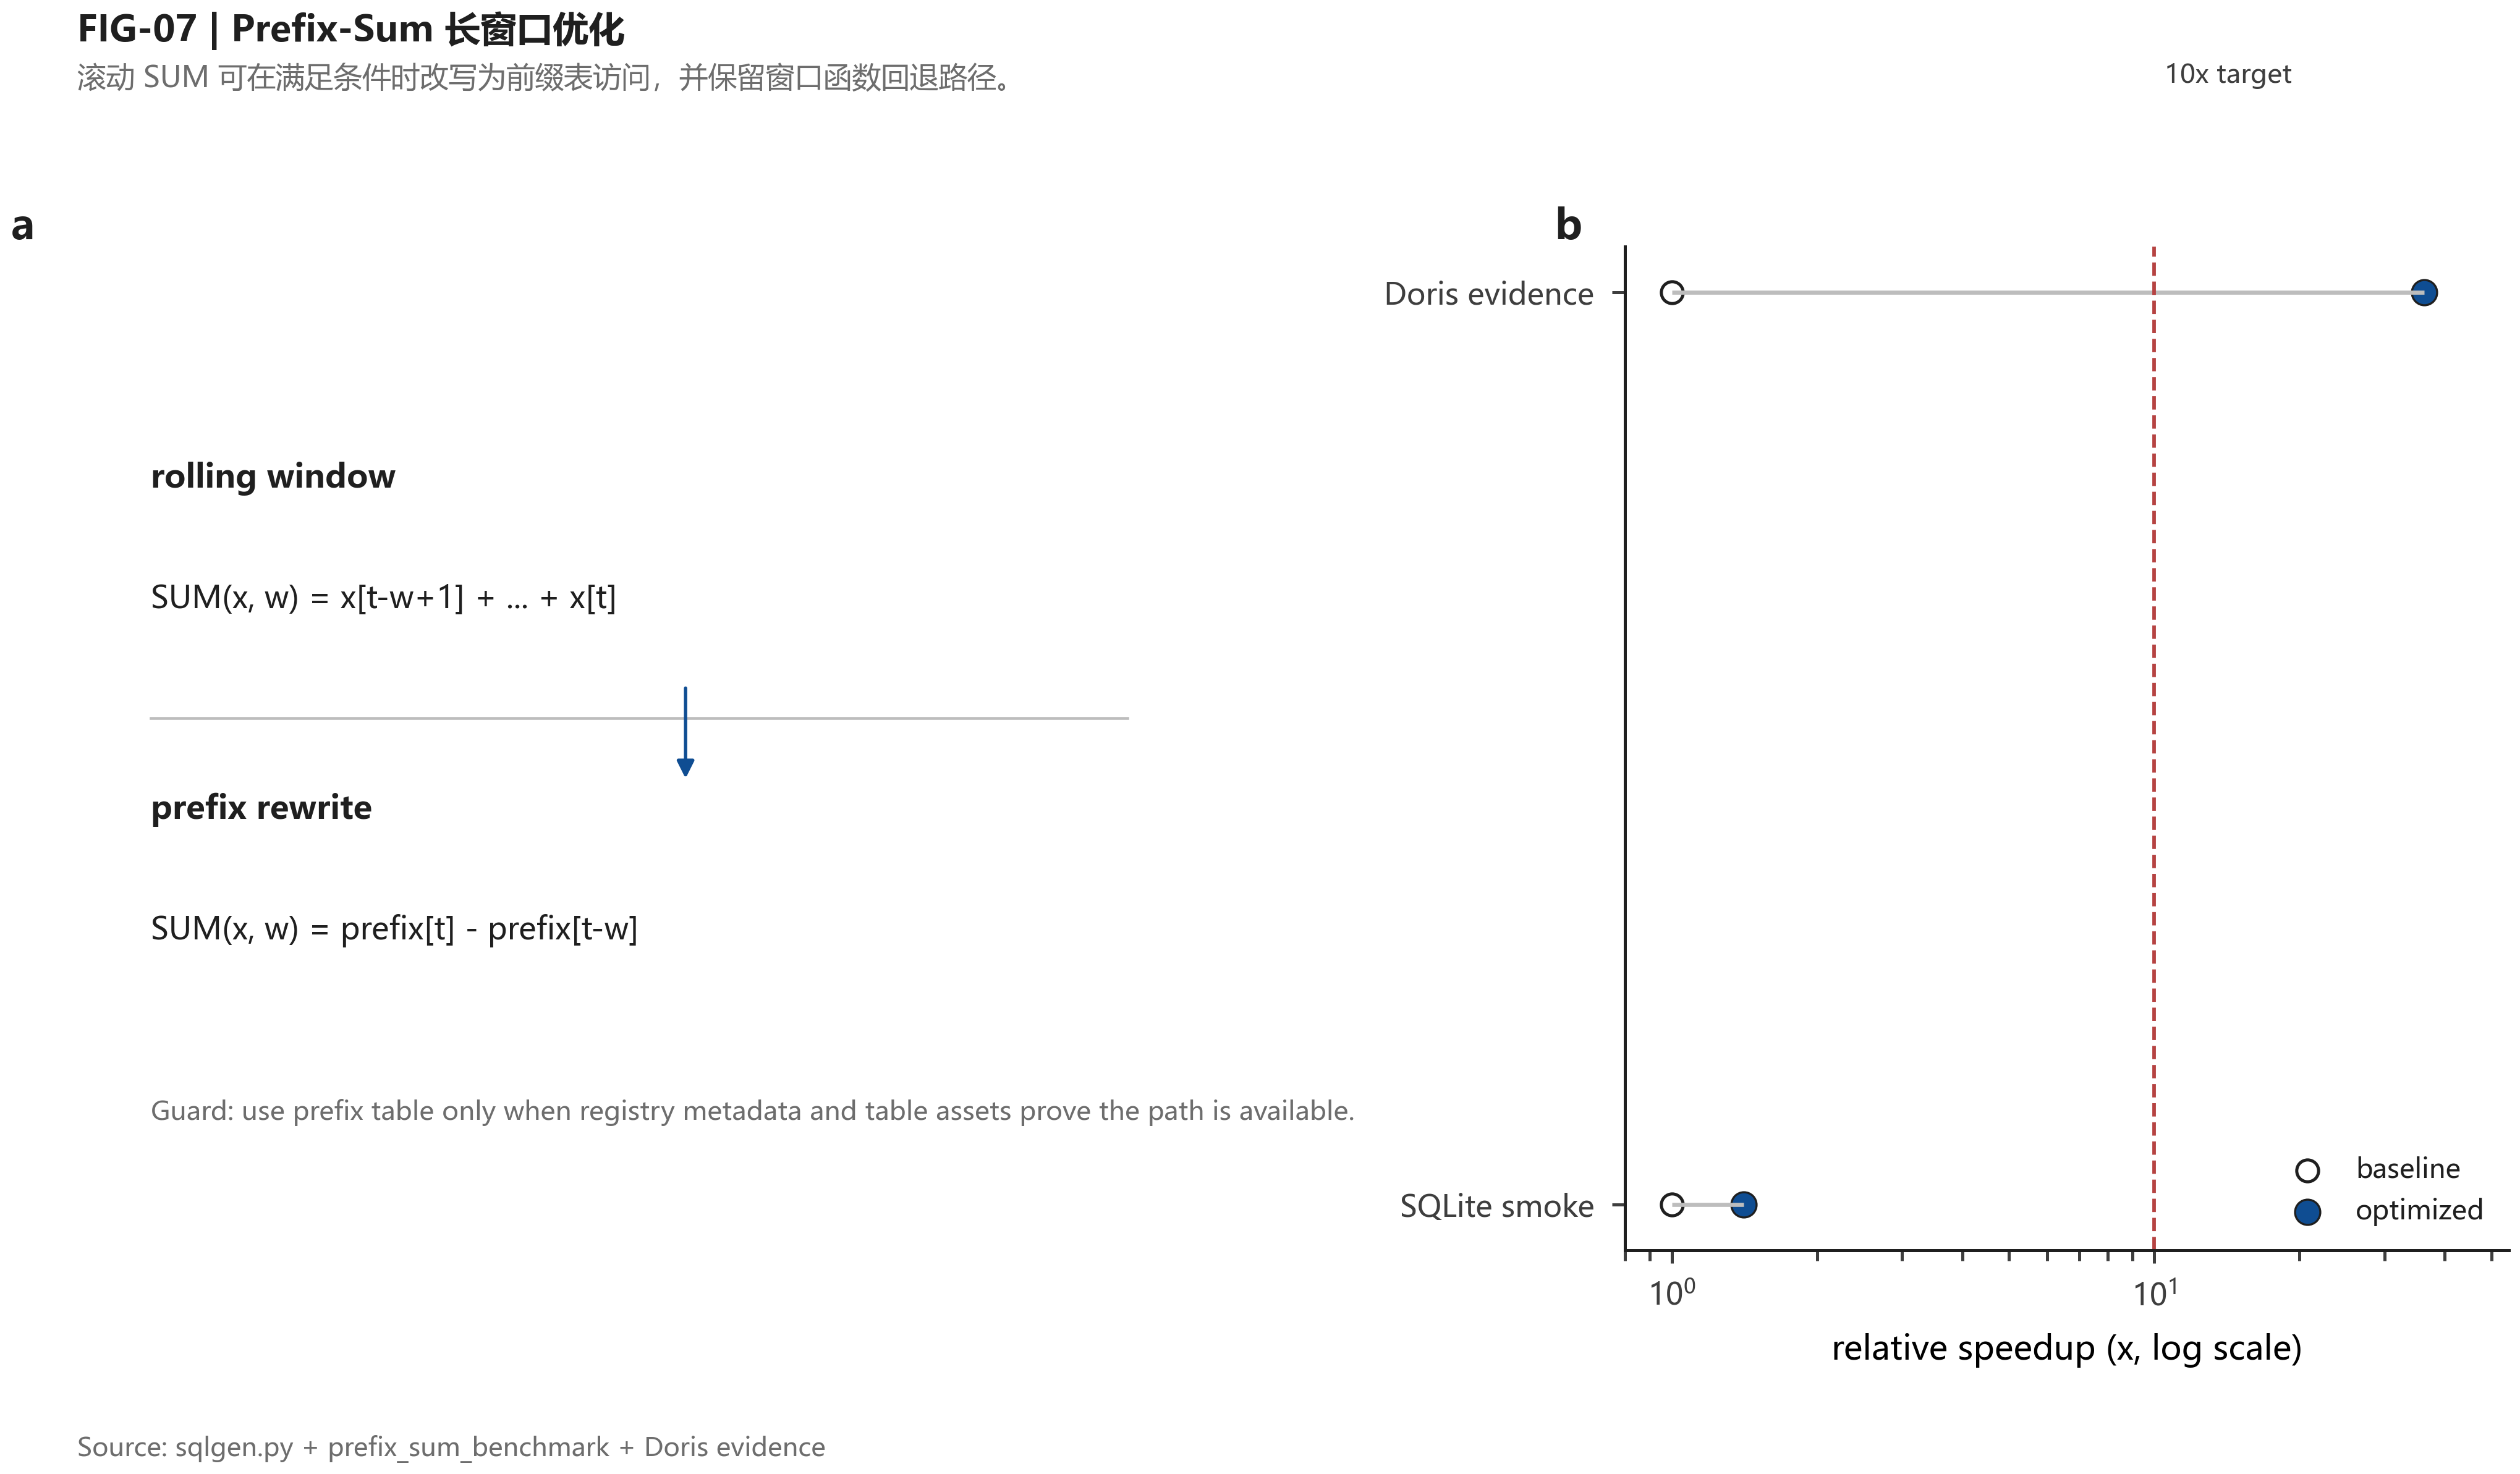 FIG-07 | Prefix-Sum 长窗口优化
滚动 SUM 可在满足条件时改写为前缀表访问，并保留窗口函数回退路径。
10x target
a
rolling window
SUM(x, w) = x[t-w+1] + ... + x[t]
prefix rewrite
SUM(x, w) = prefix[t] - prefix[t-w]
Guard: use prefix table only when registry metadata and table assets prove the path is available.
b
Doris evidence
SQLite smoke
baseline
optimized
10⁰
10¹
relative speedup (x, log scale)
Source: sqlgen.py + prefix_sum_benchmark + Doris evidence